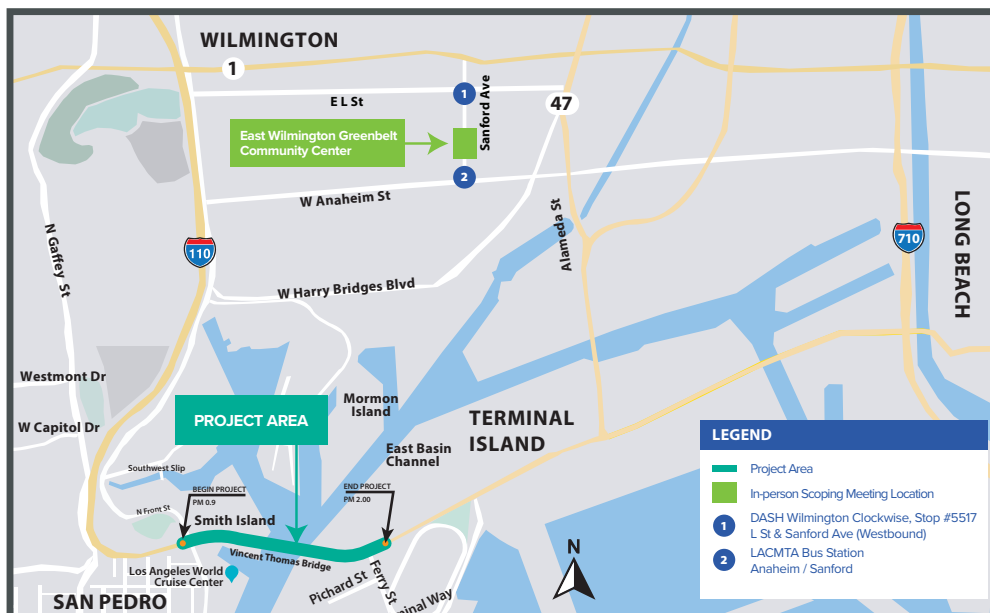 WILMINGTON
1
E L St
1
Sanford Ave
47
East Wilmington Greenbelt
Community Center
2
W Anaheim St
N Gaffey St
110
Alameda St
710
LONG BEACH
W Harry Bridges Blvd
Westmont Dr
Mormon
Island
PROJECT AREA
TERMINAL
ISLAND
W Capitol Dr
East Basin
Channel
Southwest Slip
BEGIN PROJECT
PM 0.9
END PROJECT
PM 2.00
N Front St
Smith Island
Vincent Thomas Bridge
Los Angeles World
Cruise Center
Pichard St
Ferry St
minal Way
SAN PEDRO
N
LEGEND
Project Area
In-person Scoping Meeting Location
1
DASH Wilmington Clockwise, Stop #5517
L St & Sanford Ave (Westbound)
2
LACMTA Bus Station
Anaheim / Sanford